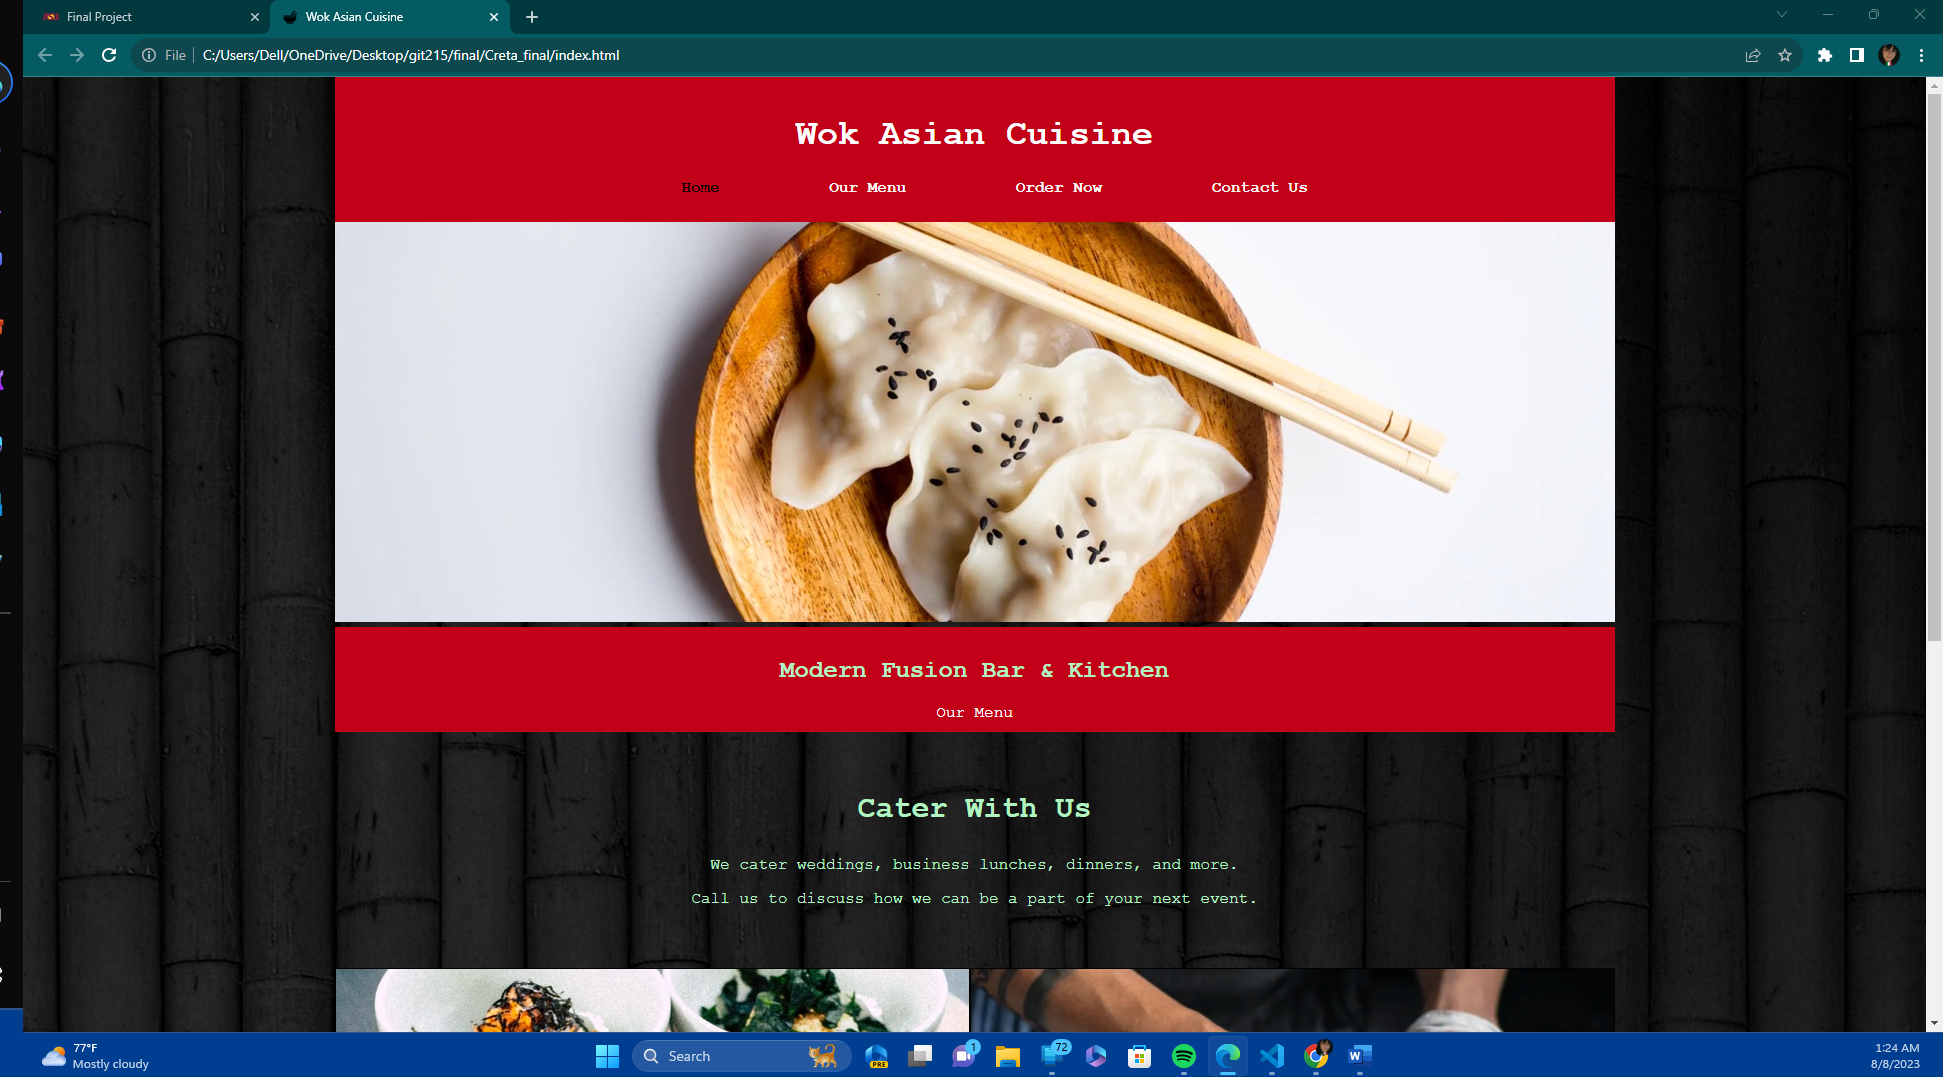 Final Project
Wok Asian Cuisine
File
C:/Users/Dell/OneDrive/Desktop/git215/final/Creta_final/index.html
Wok Asian Cuisine
Home
Our Menu
Order Now
Contact Us
Modern Fusion Bar & Kitchen
Our Menu
Cater With Us
We cater weddings, business lunches, dinners, and more.
Call us to discuss how we can be a part of your next event.
77°F
Mostly cloudy
Search
PRE
1
72
W
1:24 AM
8/8/2023